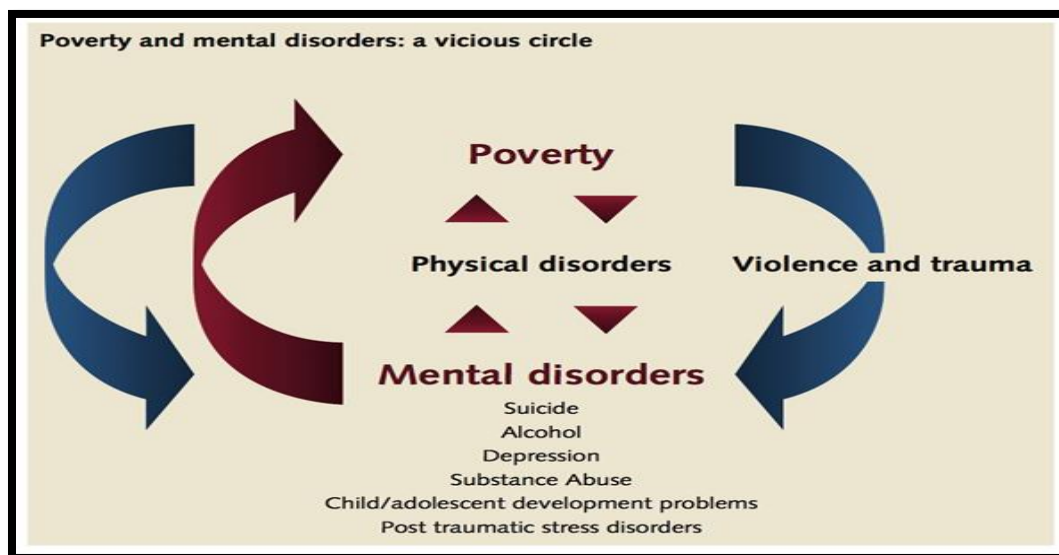 Poverty and mental disorders: a vicious circle
Poverty
Physical disorders
Violence and trauma
Mental disorders
Suicide
Alcohol
Depression
Substance Abuse
Child/adolescent development problems
Post traumatic stress disorders